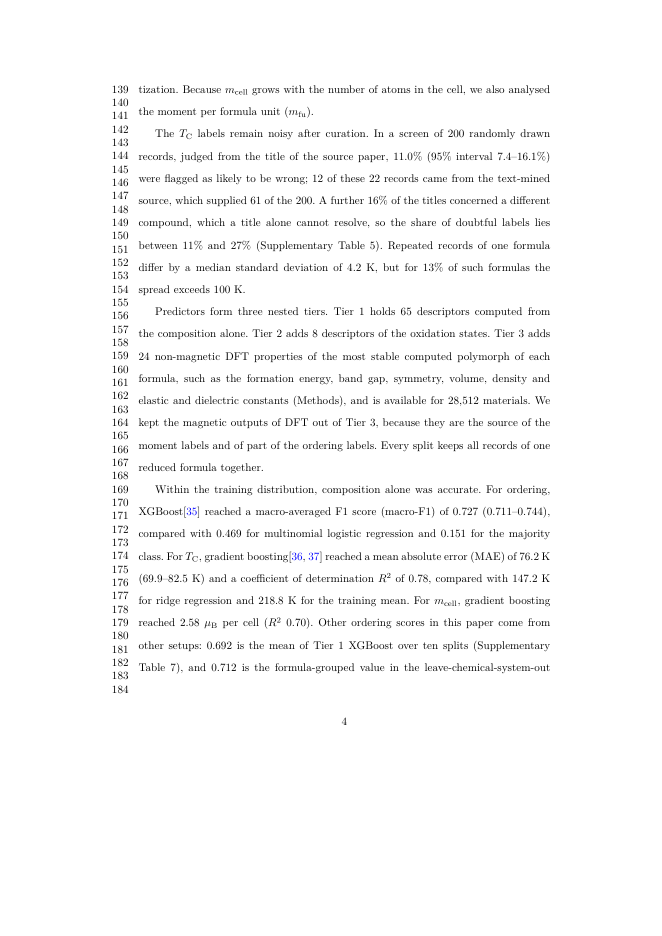 139 tization. Because m_cell grows with the number of atoms in the cell, we also analysed
140
141 the moment per formula unit (m_fu).
142 The T_C labels remain noisy after curation. In a screen of 200 randomly drawn
143
144 records, judged from the title of the source paper, 11.0% (95% interval 7.4–16.1%)
145
146 were flagged as likely to be wrong; 12 of these 22 records came from the text-mined
147 source, which supplied 61 of the 200. A further 16% of the titles concerned a different
148
149 compound, which a title alone cannot resolve, so the share of doubtful labels lies
150
151 between 11% and 27% (Supplementary Table 5). Repeated records of one formula
152 differ by a median standard deviation of 4.2 K, but for 13% of such formulas the
153
154 spread exceeds 100 K.
155
156 Predictors form three nested tiers. Tier 1 holds 65 descriptors computed from
157 the composition alone. Tier 2 adds 8 descriptors of the oxidation states. Tier 3 adds
158
159 24 non-magnetic DFT properties of the most stable computed polymorph of each
160
161 formula, such as the formation energy, band gap, symmetry, volume, density and
162 elastic and dielectric constants (Methods), and is available for 28,512 materials. We
163
164 kept the magnetic outputs of DFT out of Tier 3, because they are the source of the
165
166 moment labels and of part of the ordering labels. Every split keeps all records of one
167 reduced formula together.
168
169 Within the training distribution, composition alone was accurate. For ordering,
170
171 XGBoost[35] reached a macro-averaged F1 score (macro-F1) of 0.727 (0.711–0.744),
172 compared with 0.469 for multinomial logistic regression and 0.151 for the majority
173
174 class. For T_C, gradient boosting[36, 37] reached a mean absolute error (MAE) of 76.2 K
175
176 (69.9–82.5 K) and a coefficient of determination R² of 0.78, compared with 147.2 K
177 for ridge regression and 218.8 K for the training mean. For m_cell, gradient boosting
178
179 reached 2.58 μ_B per cell (R² 0.70). Other ordering scores in this paper come from
180
181 other setups: 0.692 is the mean of Tier 1 XGBoost over ten splits (Supplementary
182 Table 7), and 0.712 is the formula-grouped value in the leave-chemical-system-out
183
184
4